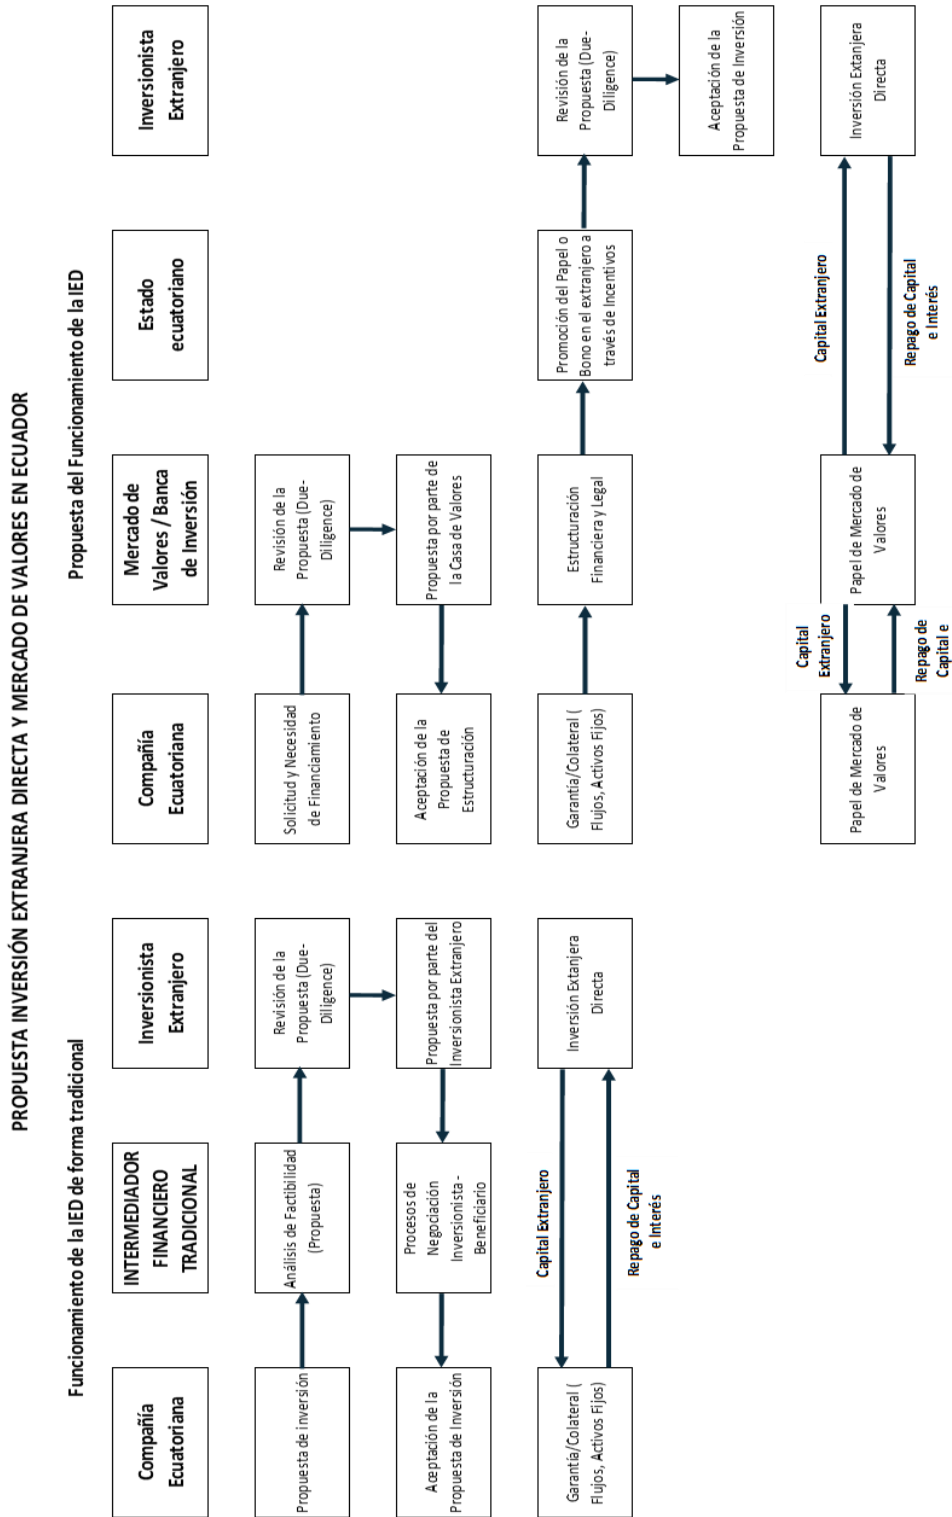 PROPUESTA INVERSIÓN EXTRANJERA DIRECTA Y MERCADO DE VALORES EN ECUADOR
Funcionamiento de la IED de forma tradicional
Compañía
Ecuatoriana
INTERMEDIADOR
FINANCIERO
TRADICIONAL
Inversionista
Extranjero
Propuesta de inversión
Análisis de Factibilidad
(Propuesta)
Revisión de la
Propuesta (Due-
Diligence)
Aceptación de la
Propuesta de Inversión
Procesos de
Negociación
Inversionista -
Beneficiario
Propuesta por parte del
Inversionista Extranjero
Garantía/Colateral (
Flujos, Activos Fijos)
Capital Extranjero
Repago de Capital
e Interés
Inversión Extanjera
Directa
Propuesta del Funcionamiento de la IED
Compañía
Ecuatoriana
Mercado de
Valores / Banca
de Inversión
Estado
ecuatoriano
Inversionista
Extranjero
Solicitud y Necesidad
de Financiamiento
Revisión de la
Propuesta (Due-
Diligence)
Aceptación de la
Propuesta de
Estructuración
Propuesta por parte de
la Casa de Valores
Garantía/Colateral (
Flujos, Activos Fijos)
Estructuración
Financiera y Legal
Promoción del Papel o
Bono en el extranjero a
través de Incentivos
Revisión de la
Propuesta (Due-
Diligence)
Aceptación de la
Propuesta de Inversión
Papel de Mercado de
Valores
Capital
Extranjero
Repago de
Capital e
Papel de Mercado de
Valores
Capital Extranjero
Repago de Capital
e Interés
Inversión Extanjera
Directa